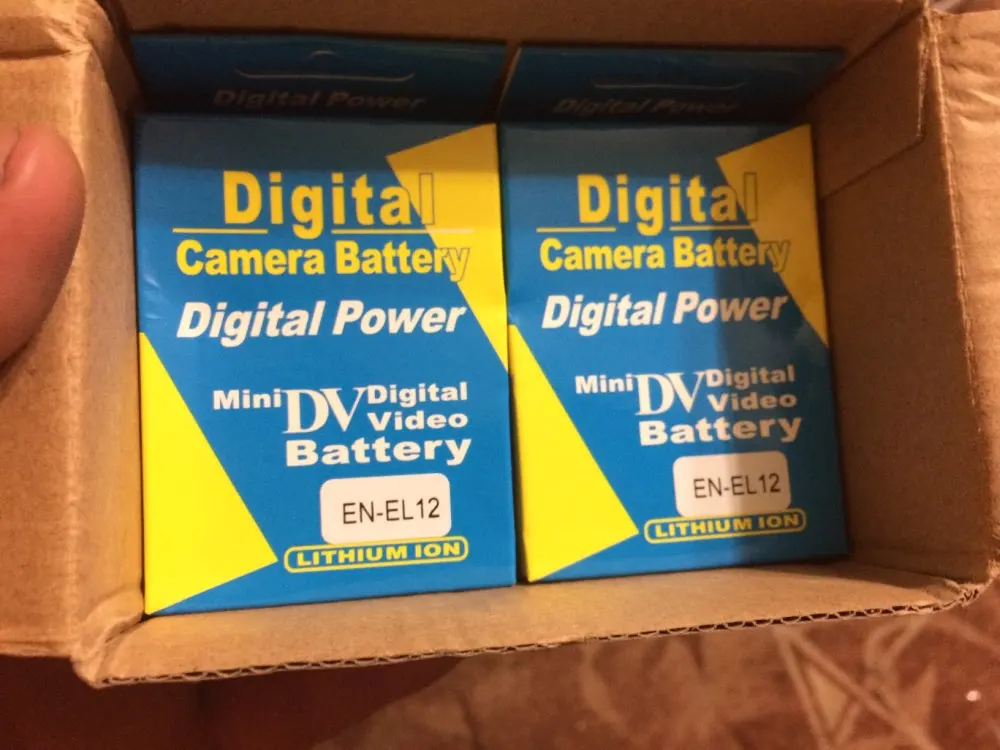 Digital Power
Digital
Camera Battery
Digital Power
Mini DV Digital
Video
Battery
EN-EL12
LITHIUM ION
Digital Power
Digital
Camera Battery
Digital Power
Mini DV Digital
Video
Battery
EN-EL12
LITHIUM ION